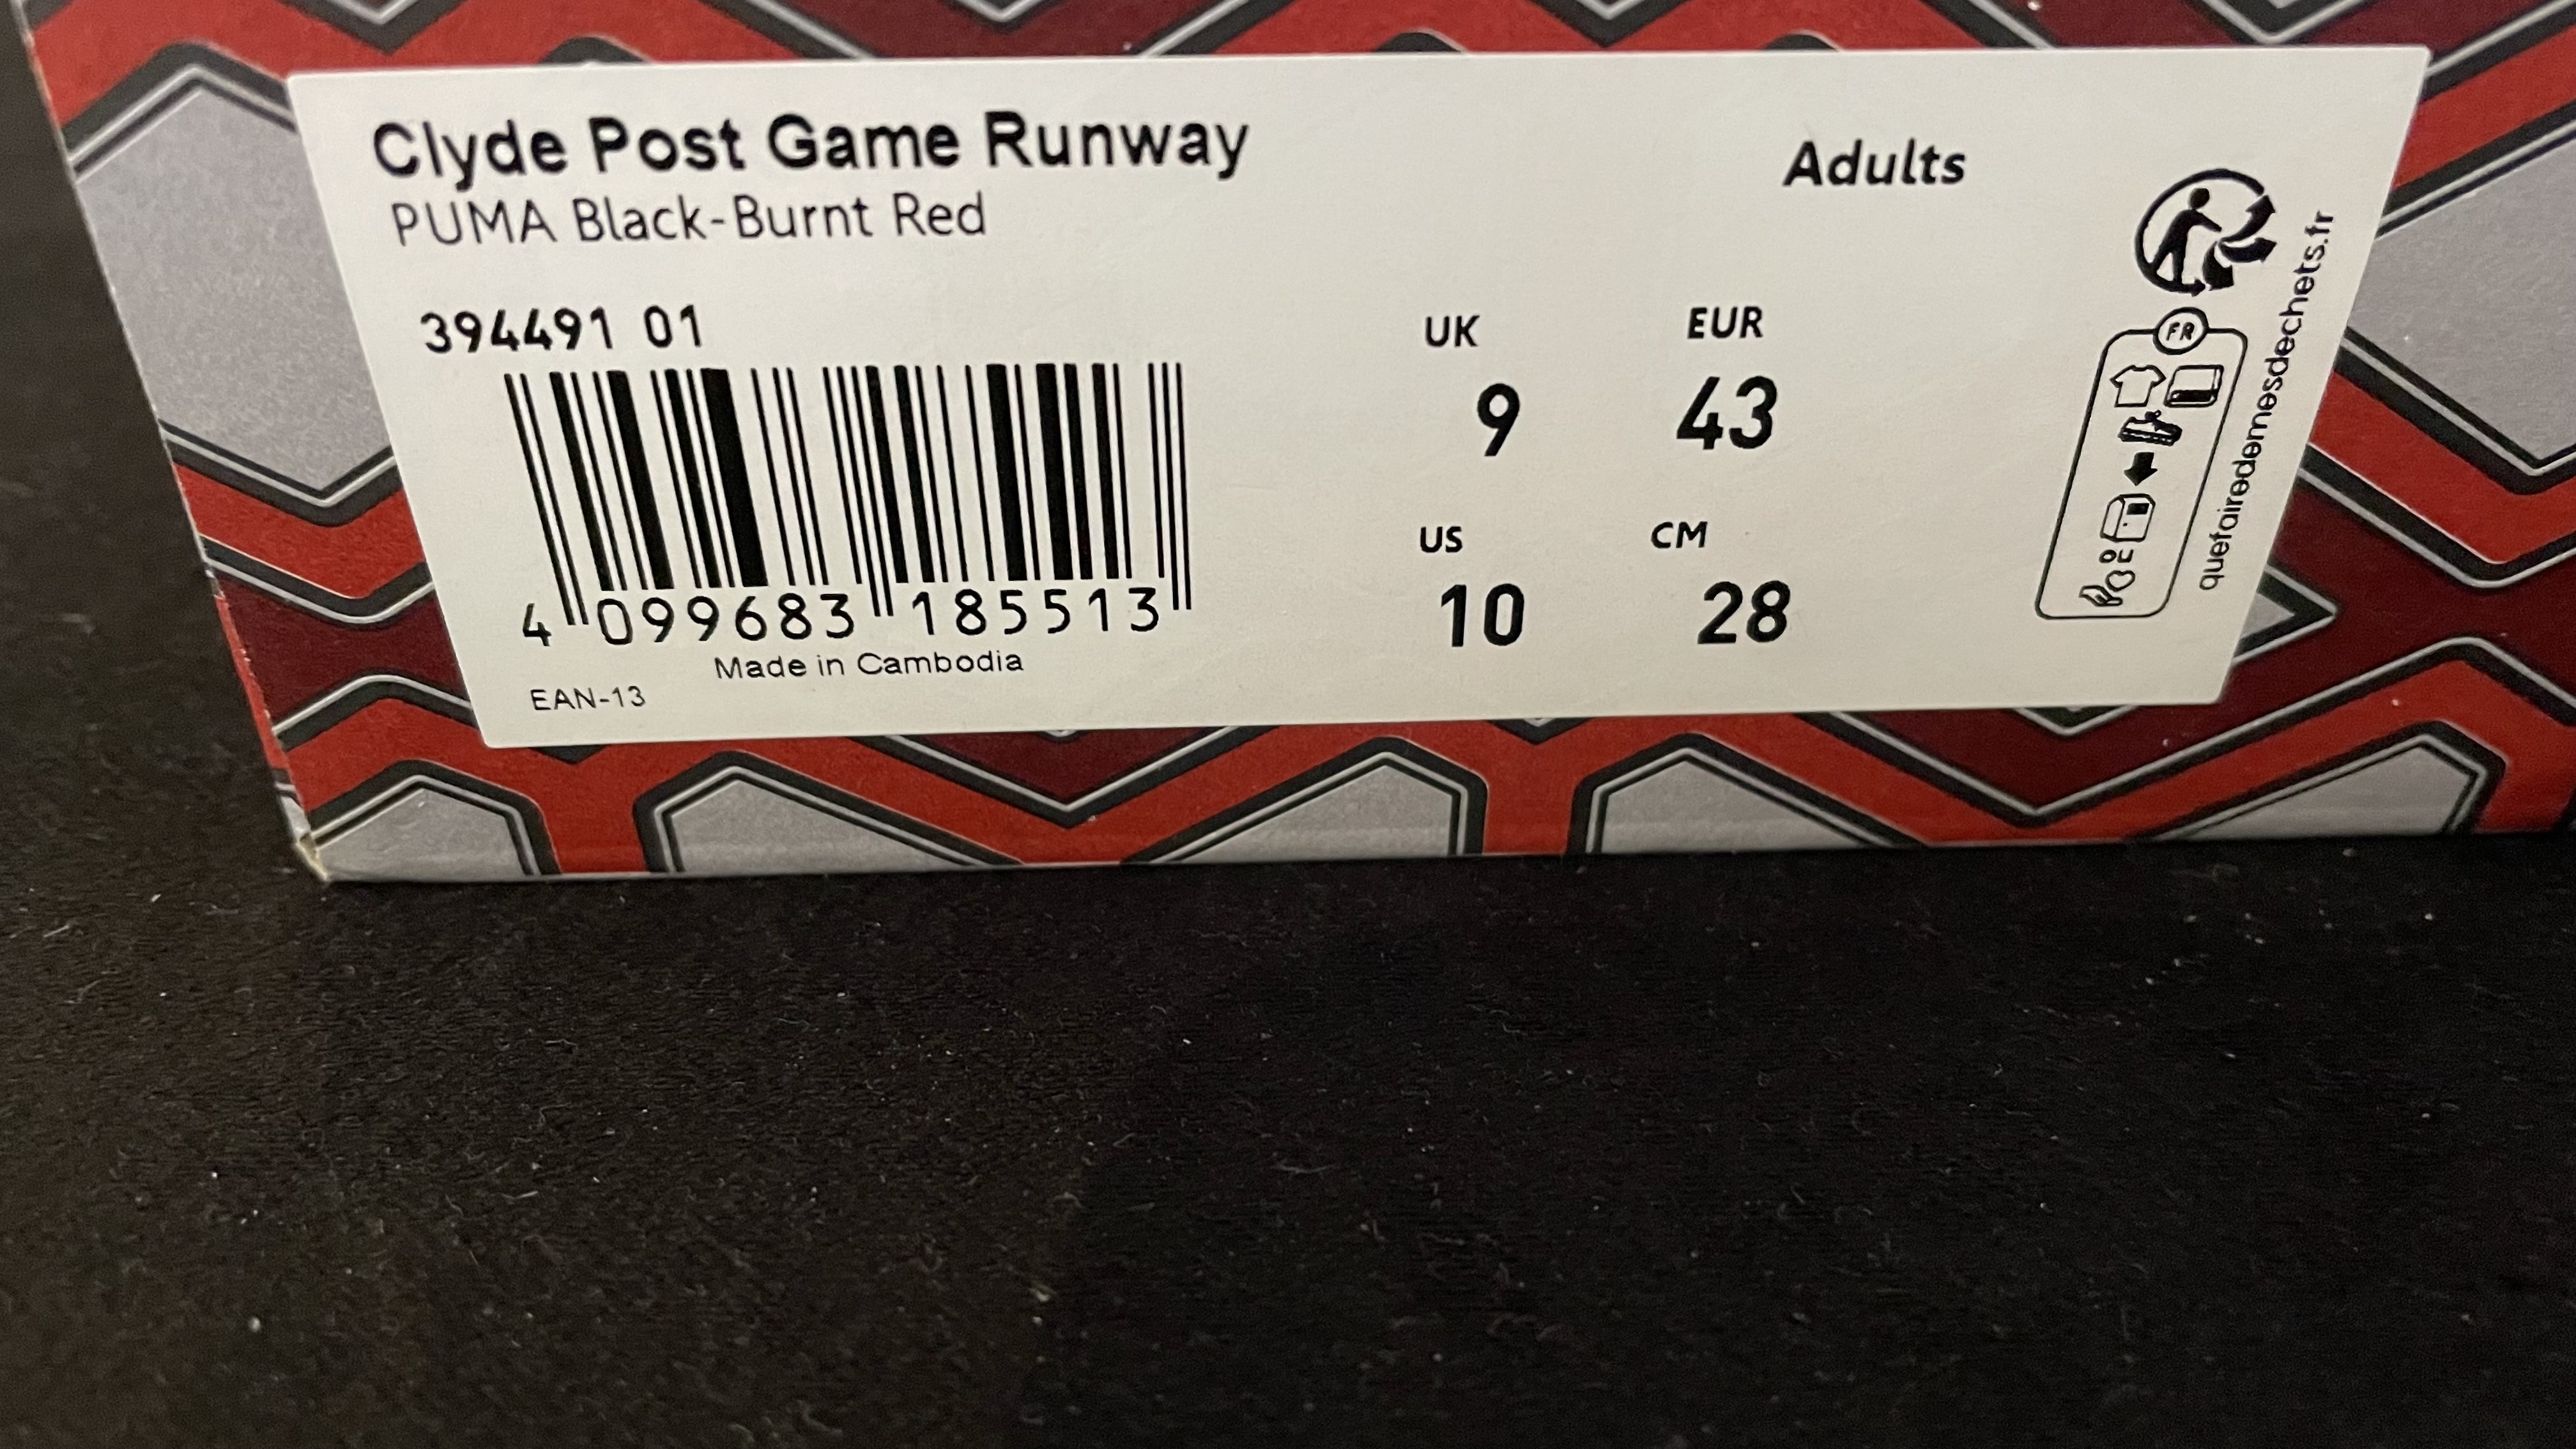 Clyde Post Game Runway
PUMA Black-Burnt Red
Adults
394491 01
4 099683 185513
Made in Cambodia
EAN-13
UK
9
EUR
43
US
10
CM
28
FR
quefairedemesdechets.fr